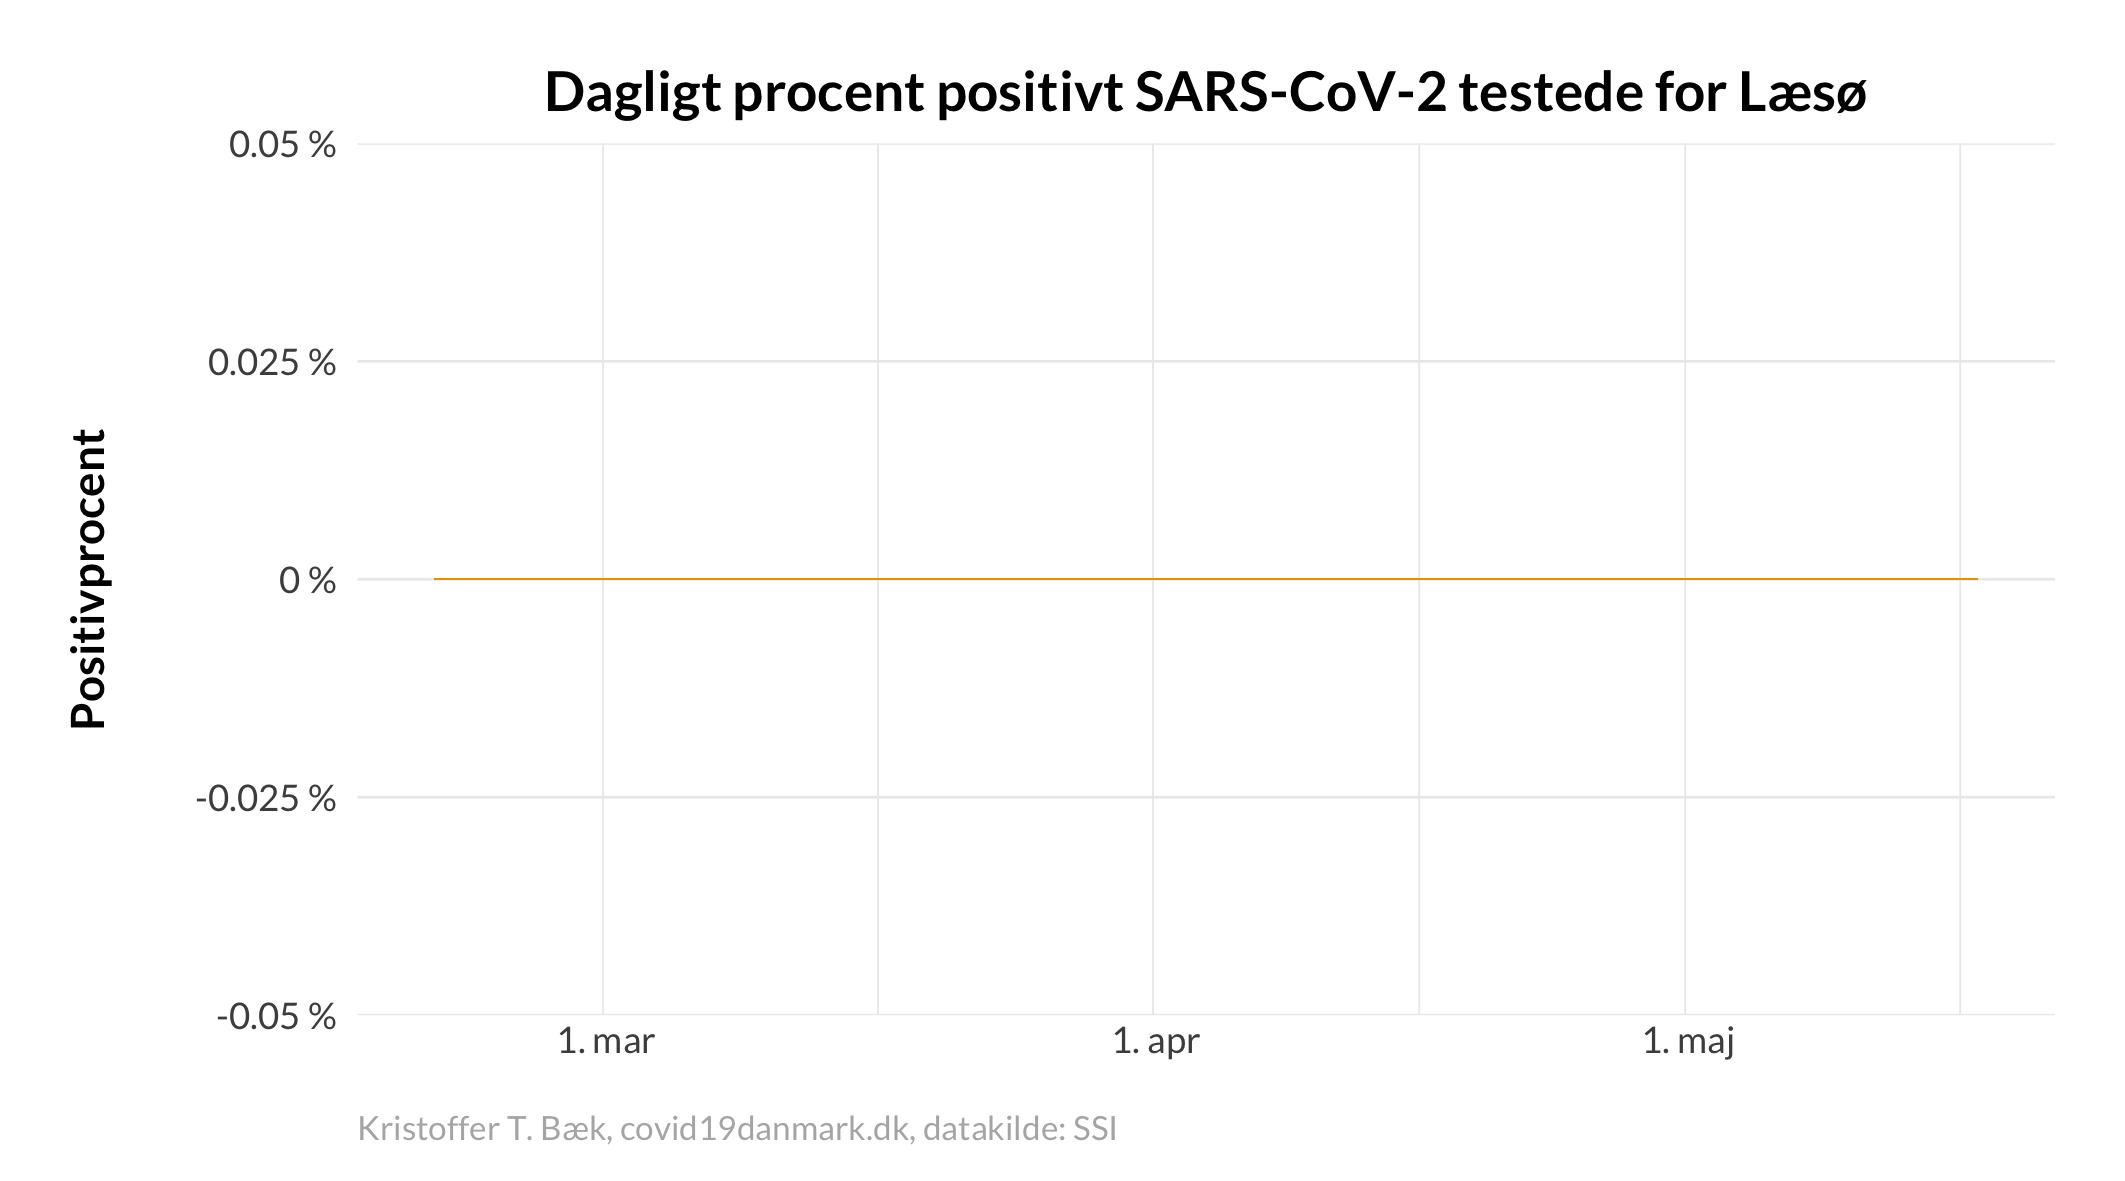 Dagligt procent positivt SARS-CoV-2 testede for Læsø
0.05 %
0.025 %
0 %
-0.025 %
-0.05 %
Positivprocent
1. mar
1. apr
1. maj
Kristoffer T. Bæk, covid19danmark.dk, datakilde: SSI